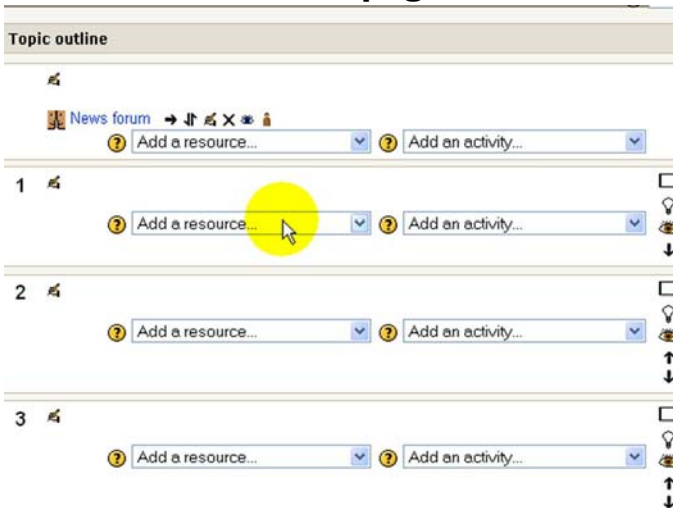 Topic outline
News forum
Add a resource... Add an activity...
1
Add a resource... Add an activity...
2
Add a resource... Add an activity...
3
Add a resource... Add an activity...